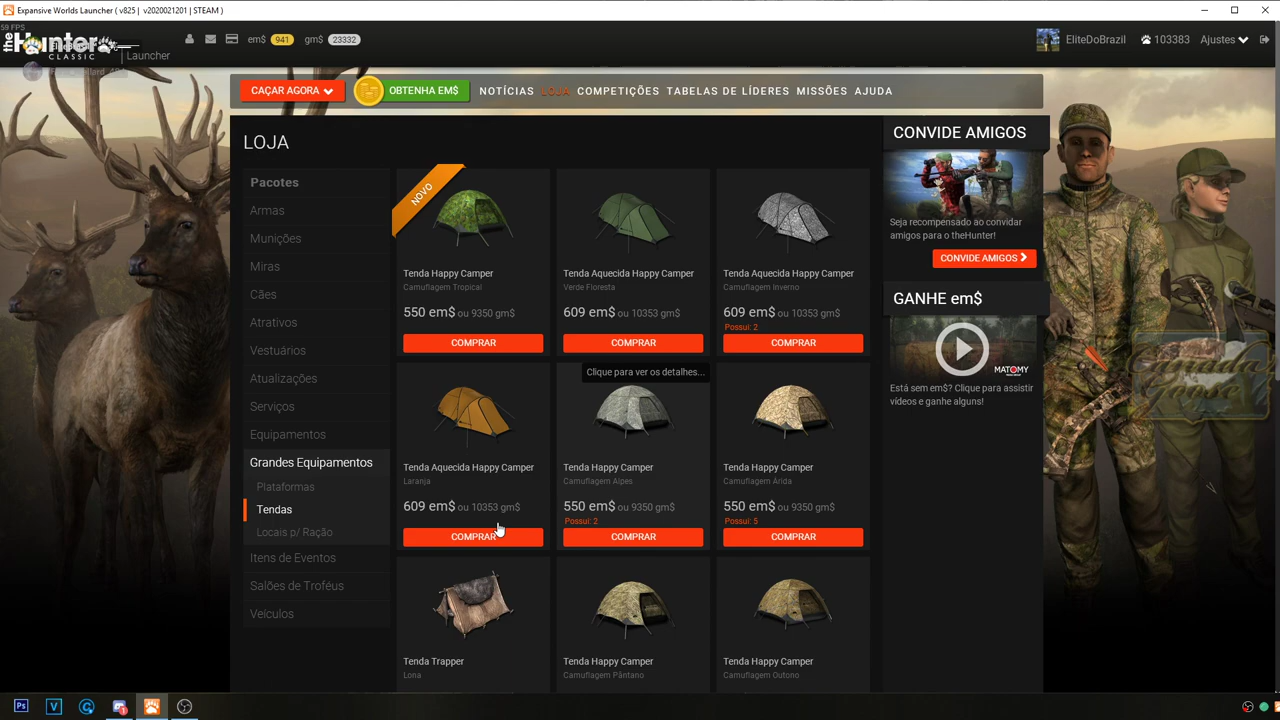 Expansive Worlds Launcher ( v825 | v2020021201 | STEAM )
59 FPS
theHunter
CLASSIC
Launcher
em$ 941 gm$ 23332
EliteDoBrazil 103383 Ajustes
CAÇAR AGORA OBTENHA EM$ NOTÍCIAS LOJA COMPETIÇÕES TABELAS DE LÍDERES MISSÕES AJUDA
LOJA
Pacotes
Armas
Munições
Miras
Cães
Atrativos
Vestuários
Atualizações
Serviços
Equipamentos
Grandes Equipamentos
Plataformas
Tendas
Locais p/ Ração
Itens de Eventos
Salões de Troféus
Veículos
NOVO
Tenda Happy Camper
Camuflagem Tropical
550 em$ ou 9350 gm$
COMPRAR
Tenda Aquecida Happy Camper
Verde Floresta
609 em$ ou 10353 gm$
COMPRAR
Tenda Aquecida Happy Camper
Camuflagem Inverno
609 em$ ou 10353 gm$
Possui: 2
COMPRAR
Tenda Aquecida Happy Camper
Laranja
609 em$ ou 10353 gm$
COMPRAR
Clique para ver os detalhes...
Tenda Happy Camper
Camuflagem Alpes
550 em$ ou 9350 gm$
Possui: 2
COMPRAR
Tenda Happy Camper
Camuflagem Árida
550 em$ ou 9350 gm$
Possui: 5
COMPRAR
Tenda Trapper
Lona
Tenda Happy Camper
Camuflagem Pântano
Tenda Happy Camper
Camuflagem Outono
CONVIDE AMIGOS
Seja recompensado ao convidar
amigos para o theHunter!
CONVIDE AMIGOS
GANHE em$
MATOMY
Está sem em$? Clique para assistir
vídeos e ganhe alguns!
Ps
V